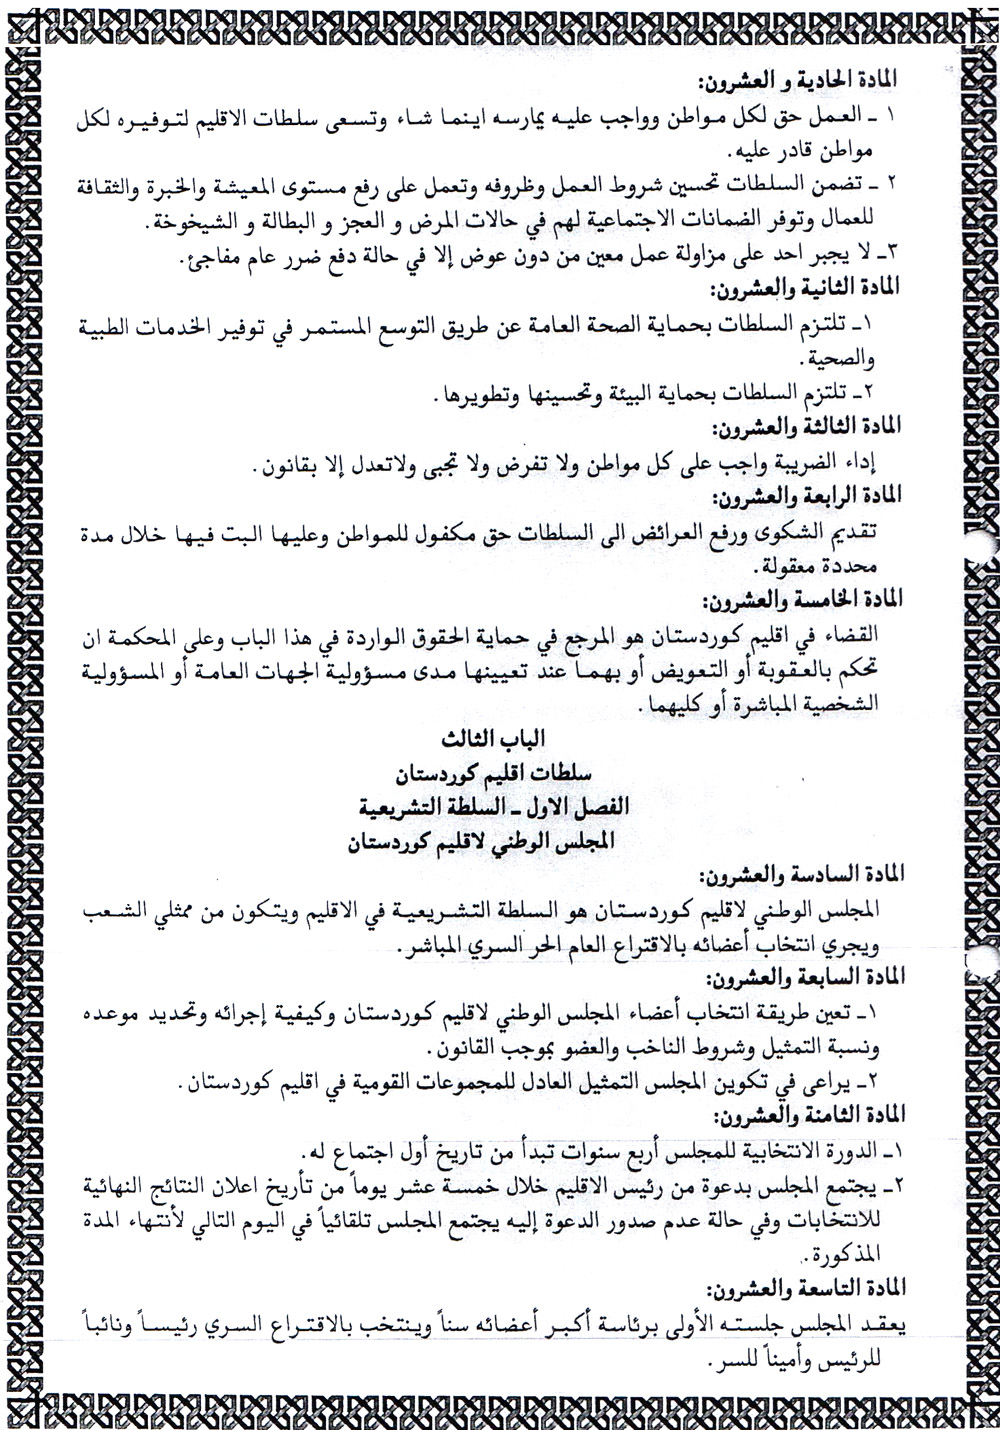 المادة الحادية و العشرون:
١ ـ العمل حق لكل مواطن وواجب عليه يمارسه اينما شاء وتسعى سلطات الاقليم لتوفيره لكل
مواطن قادر عليه.
٢ ـ تضمن السلطات تحسين شروط العمل وظروفه وتعمل على رفع مستوى المعيشة والخبرة والثقافة
للعمال وتوفر الضمانات الاجتماعية لهم في حالات المرض و العجز و البطالة و الشيخوخة.
٣ـ لا يجبر احد على مزاولة عمل معين من دون عوض إلا في حالة دفع ضرر عام مفاجئ.
المادة الثانية والعشرون:
١ـ تلتزم السلطات بحماية الصحة العامة عن طريق التوسع المستمر في توفير الخدمات الطبية
والصحية.
٢ـ تلتزم السلطات بحماية البيئة وتحسينها وتطويرها.
المادة الثالثة والعشرون:
إداء الضريبة واجب على كل مواطن ولا تفرض ولا تجبى ولاتعدل إلا بقانون.
المادة الرابعة والعشرون:
تقديم الشكوى ورفع العرائض الى السلطات حق مكفول للمواطن وعليها البت فيها خلال مدة
محددة معقولة.
المادة الخامسة والعشرون:
القضاء في اقليم كوردستان هو المرجع في حماية الحقوق الواردة في هذا الباب وعلى المحكمة ان
تحكم بالعقوبة أو التعويض أو بهما عند تعيينها مدى مسؤولية الجهات العامة أو المسؤولية
الشخصية المباشرة أو كليهما.
الباب الثالث
سلطات اقليم كوردستان
الفصل الاول ـ السلطة التشريعية
المجلس الوطني لاقليم كوردستان
المادة السادسة والعشرون:
المجلس الوطني لاقليم كوردستان هو السلطة التشريعية في الاقليم ويتكون من ممثلي الشعب
ويجري انتخاب أعضائه بالاقتراع العام الحر السري المباشر.
المادة السابعة والعشرون:
١ـ تعين طريقة انتخاب أعضاء المجلس الوطني لاقليم كوردستان وكيفية إجرائه وتحديد موعده
ونسبة التمثيل وشروط الناخب والعضو بموجب القانون.
٢ـ يراعى في تكوين المجلس التمثيل العادل للمجموعات القومية في اقليم كوردستان.
المادة الثامنة والعشرون:
١ـ الدورة الانتخابية للمجلس أربع سنوات تبدأ من تاريخ أول اجتماع له.
٢ـ يجتمع المجلس بدعوة من رئيس الاقليم خلال خمسة عشر يوماً من تأريخ اعلان النتائج النهائية
للانتخابات وفي حالة عدم صدور الدعوة إليه يجتمع المجلس تلقائياً في اليوم التالي لأنتهاء المدة
المذكورة.
المادة التاسعة والعشرون:
يعقد المجلس جلسته الأولى برئاسة أكبر أعضائه سناً وينتخب بالاقتراع السري رئيساً ونائباً
للرئيس وأميناً للسر.